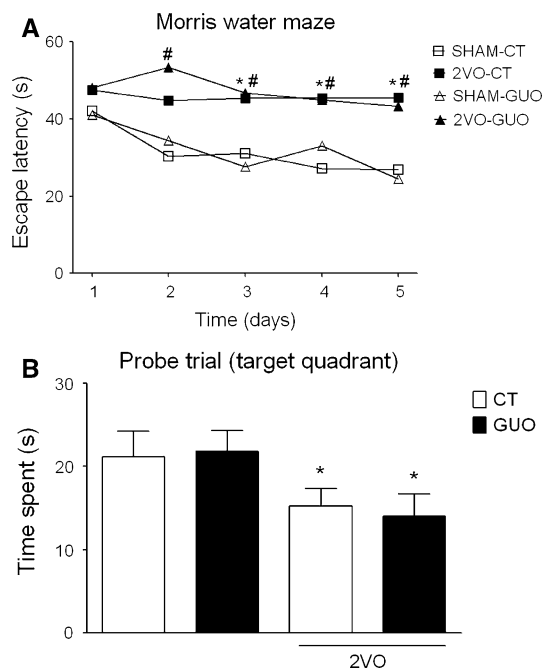 A
Morris water maze
Escape latency (s)
60
40
20
0
#
*#
*#
*#
1 2 3 4 5
Time (days)
SHAM-CT
2VO-CT
SHAM-GUO
2VO-GUO
B
Probe trial (target quadrant)
Time spent (s)
30
20
10
0
*
*
2VO
CT
GUO